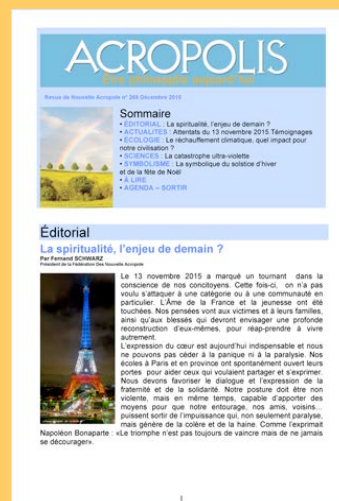 ACROPOLIS
Être philosophe aujourd'hui
Revue de Nouvelle Acropole n° 269 Décembre 2015
Sommaire
• ÉDITORIAL : La spiritualité, l'enjeu de demain ?
• ACTUALITES : Attentats du 13 novembre 2015 Témoignages
• ÉCOLOGIE : Le réchauffement climatique, quel impact pour
notre civilisation ?
• SCIENCES : La catastrophe ultra-violette
• SYMBOLISME : La symbolique du solstice d'hiver
et de la fête de Noël
• À LIRE
• AGENDA – SORTIR
Éditorial
La spiritualité, l'enjeu de demain ?
Par Fernand SCHWARZ
Président de la Fédération Des Nouvelle Acropole
Le 13 novembre 2015 a marqué un tournant dans la
conscience de nos concitoyens. Cette fois-ci, on n'a pas
voulu s'attaquer à une catégorie ou à une communauté en
particulier. L'Âme de la France et la jeunesse ont été
touchées. Nos pensées vont aux victimes et à leurs familles,
ainsi qu'aux blessés qui devront envisager une profonde
reconstruction d'eux-mêmes, pour réap-prendre à vivre
autrement.
L'expression du cœur est aujourd'hui indispensable et nous
ne pouvons pas céder à la panique ni à la paralysie. Nos
écoles à Paris et en province ont spontanément ouvert leurs
portes pour aider ceux qui voulaient partager et s'exprimer.
Nous devons favoriser le dialogue et l'expression de la
fraternité et de la solidarité. Notre posture doit être non
violente, mais en même temps, capable d'apporter des
moyens pour que notre entourage, nos amis, voisins…
puissent sortir de l'impuissance qui, non seulement paralyse,
mais génère de la colère et de la haine. Comme l'exprimait
Napoléon Bonaparte : «Le triomphe n'est pas toujours de vaincre mais de ne jamais
se décourager».